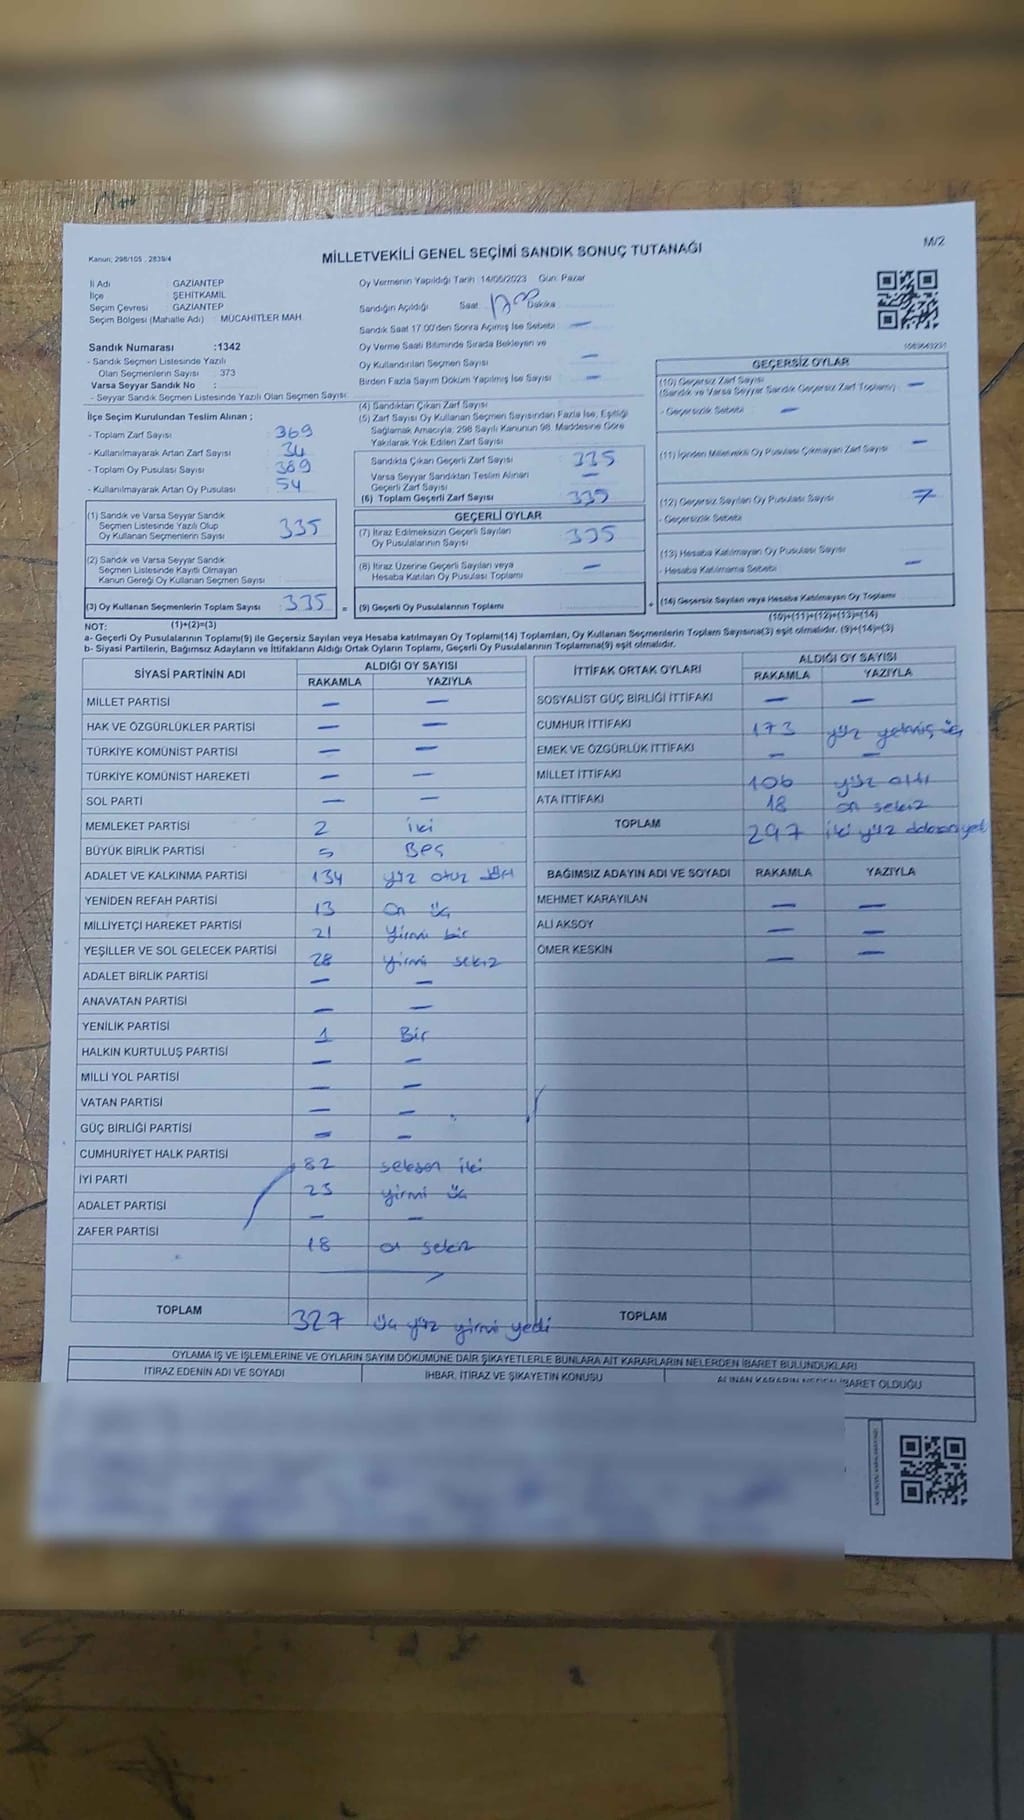 MİLLETVEKİLİ GENEL SEÇİMİ SANDIK SONUÇ TUTANAĞI
M/2
Kanun: 298/105 . 2839/4
İl Adı : GAZİANTEP
İlçe : ŞEHİTKAMİL
Seçim Çevresi : GAZİANTEP
Seçim Bölgesi (Mahalle Adı) : MÜCAHİTLER MAH.
Oy Vermenin Yapıldığı Tarih 14/05/2023 Gün: Pazar
Sandığın Açıldığı Saat Dakika
Sandık Saat 17.00'den Sonra Açımış İse Sebebi —
Oy Verme Saati Bitiminde Sırada Bekleyen ve
Oy Kullandırılan Seçmen Sayısı —
Birden Fazla Sayım Döküm Yapılmış İse Sayısı —
Sandık Numarası :1342
- Sandık Seçmen Listesinde Yazılı
Olan Seçmenlerin Sayısı : 373
Varsa Seyyar Sandık No :
- Seyyar Sandık Seçmen Listesinde Yazılı Olan Seçmen Sayısı
İlçe Seçim Kurulundan Teslim Alınan ;
- Toplam Zarf Sayısı : 369
- Kullanılmayarak Artan Zarf Sayısı : 34
- Toplam Oy Pusulası Sayısı : 389
- Kullanılmayarak Artan Oy Pusulası : 54
(1) Sandık ve Varsa Seyyar Sandık
Seçmen Listesinde Yazılı Olup
Oy Kullanan Seçmenlerin Sayısı : 335
(2) Sandık ve Varsa Seyyar Sandık
Seçmen Listesinde Kayıtlı Olmayan
Kanun Gereği Oy Kullanan Seçmen Sayısı :
(3) Oy Kullanan Seçmenlerin Toplam Sayısı : 335 =
(4) Sandıktan Çıkan Zarf Sayısı
(5) Zarf Sayısı Oy Kullanan Seçmen Sayısından Fazla İse, Eşitliği
Sağlamak Amacıyla, 298 Sayılı Kanunun 98. Maddesine Göre
Yakılarak Yok Edilen Zarf Sayısı
Sandıkta Çıkan Geçerli Zarf Sayısı 335
Varsa Seyyar Sandıktan Teslim Alınan
Geçerli Zarf Sayısı —
(6) Toplam Geçerli Zarf Sayısı 335
GEÇERLİ OYLAR
(7) İtiraz Edilmeksizin Geçerli Sayılan
Oy Pusulalarının Sayısı 335
(8) İtiraz Üzerine Geçerli Sayılan veya
Hesaba Katılan Oy Pusulası Toplamı —
(9) Geçerli Oy Pusulalarının Toplamı +
1589643231
GEÇERSİZ OYLAR
(10) Geçersiz Zarf Sayısı
(Sandık ve Varsa Seyyar Sandık Geçersiz Zarf Toplamı) —
- Geçersizlik Sebebi : —
(11) İçinden Milletvekili Oy Pusulası Çıkmayan Zarf Sayısı —
(12) Geçersiz Sayılan Oy Pusulası Sayısı 7
- Geçersizlik Sebebi
(13) Hesaba Katılmayan Oy Pusulası Sayısı
- Hesaba Katılmama Sebebi : —
(14) Geçersiz Sayılan veya Hesaba Katılmayan Oy Toplamı
NOT: (1)+(2)=(3) (10)+(11)+(12)+(13)=(14)
a- Geçerli Oy Pusulalarının Toplamı(9) ile Geçersiz Sayılan veya Hesaba katılmayan Oy Toplamı(14) Toplamları, Oy Kullanan Seçmenlerin Toplam Sayısına(3) eşit olmalıdır. (9)+(14)=(3)
b- Siyasi Partilerin, Bağımsız Adayların ve İttifakların Aldığı Ortak Oyların Toplamı, Geçerli Oy Pusulalarının Toplamına(9) eşit olmalıdır.
SİYASİ PARTİNİN ADI ALDIĞI OY SAYISI
RAKAMLA YAZIYLA
MİLLET PARTİSİ — —
HAK VE ÖZGÜRLÜKLER PARTİSİ — —
TÜRKİYE KOMÜNİST PARTİSİ — —
TÜRKİYE KOMÜNİST HAREKETİ — —
SOL PARTİ — —
MEMLEKET PARTİSİ 2 iki
BÜYÜK BİRLİK PARTİSİ 5 Beş
ADALET VE KALKINMA PARTİSİ 134 yüz otuz dört
YENİDEN REFAH PARTİSİ 13 On üç
MİLLİYETÇİ HAREKET PARTİSİ 21 Yirmi bir
YEŞİLLER VE SOL GELECEK PARTİSİ 28 yirmi sekiz
ADALET BİRLİK PARTİSİ — —
ANAVATAN PARTİSİ — —
YENİLİK PARTİSİ 1 Bir
HALKIN KURTULUŞ PARTİSİ — —
MİLLİ YOL PARTİSİ — —
VATAN PARTİSİ — —
GÜÇ BİRLİĞİ PARTİSİ — —
CUMHURİYET HALK PARTİSİ 82 seksen iki
İYİ PARTİ 23 yirmi üç
ADALET PARTİSİ — —
ZAFER PARTİSİ 18 on sekiz
TOPLAM 327 üç yüz yirmi yedi
İTTİFAK ORTAK OYLARI ALDIĞI OY SAYISI
RAKAMLA YAZIYLA
SOSYALİST GÜÇ BİRLİĞİ İTTİFAKI — —
CUMHUR İTTİFAKI 173 yüz yetmiş üç
EMEK VE ÖZGÜRLÜK İTTİFAKI — —
MİLLET İTTİFAKI 106 yüz altı
ATA İTTİFAKI 18 on sekiz
TOPLAM 297 iki yüz doksan yedi
BAĞIMSIZ ADAYIN ADI VE SOYADI RAKAMLA YAZIYLA
MEHMET KARAYILAN — —
ALİ AKSOY — —
ÖMER KESKİN — —
TOPLAM
OYLAMA İŞ VE İŞLEMLERİNE VE OYLARIN SAYIM DÖKÜMÜNE DAİR ŞİKAYETLERLE BUNLARA AİT KARARLARIN NELERDEN İBARET BULUNDUKLARI
İTİRAZ EDENİN ADI VE SOYADI İHBAR, İTİRAZ VE ŞİKAYETİN KONUSU ALINAN KARARIN NEDEN İBARET OLDUĞU